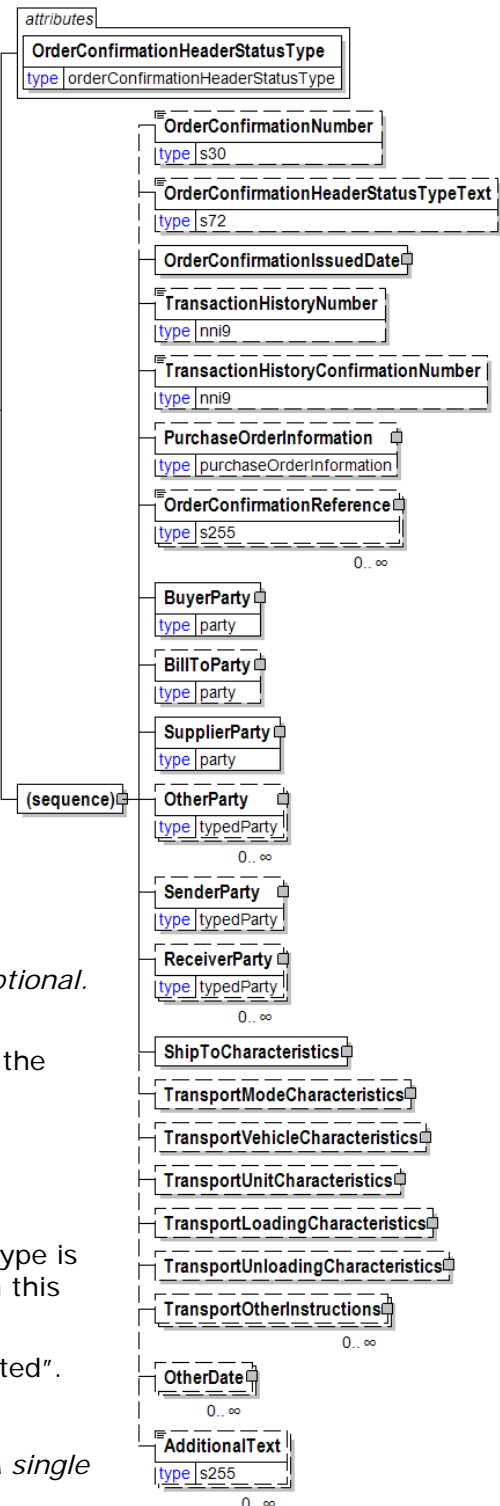 attributes
OrderConfirmationHeaderStatusType
type orderConfirmationHeaderStatusType
OrderConfirmationNumber
type s30
OrderConfirmationHeaderStatusTypeText
type s72
OrderConfirmationIssuedDate
TransactionHistoryNumber
type nni9
TransactionHistoryConfirmationNumber
type nni9
PurchaseOrderInformation
type purchaseOrderInformation
OrderConfirmationReference
type s255
0.. ∞
BuyerParty
type party
BillToParty
type party
SupplierParty
type party
(sequence)
OtherParty
type typedParty
0.. ∞
SenderParty
type typedParty
ReceiverParty
type typedParty
0.. ∞
ptional.
the
ShipToCharacteristics
TransportModeCharacteristics
TransportVehicleCharacteristics
TransportUnitCharacteristics
TransportLoadingCharacteristics
TransportUnloadingCharacteristics
ype is
this
TransportOtherInstructions
0.. ∞
ted".
OtherDate
0.. ∞
AdditionalText
single
type s255
0.. ∞